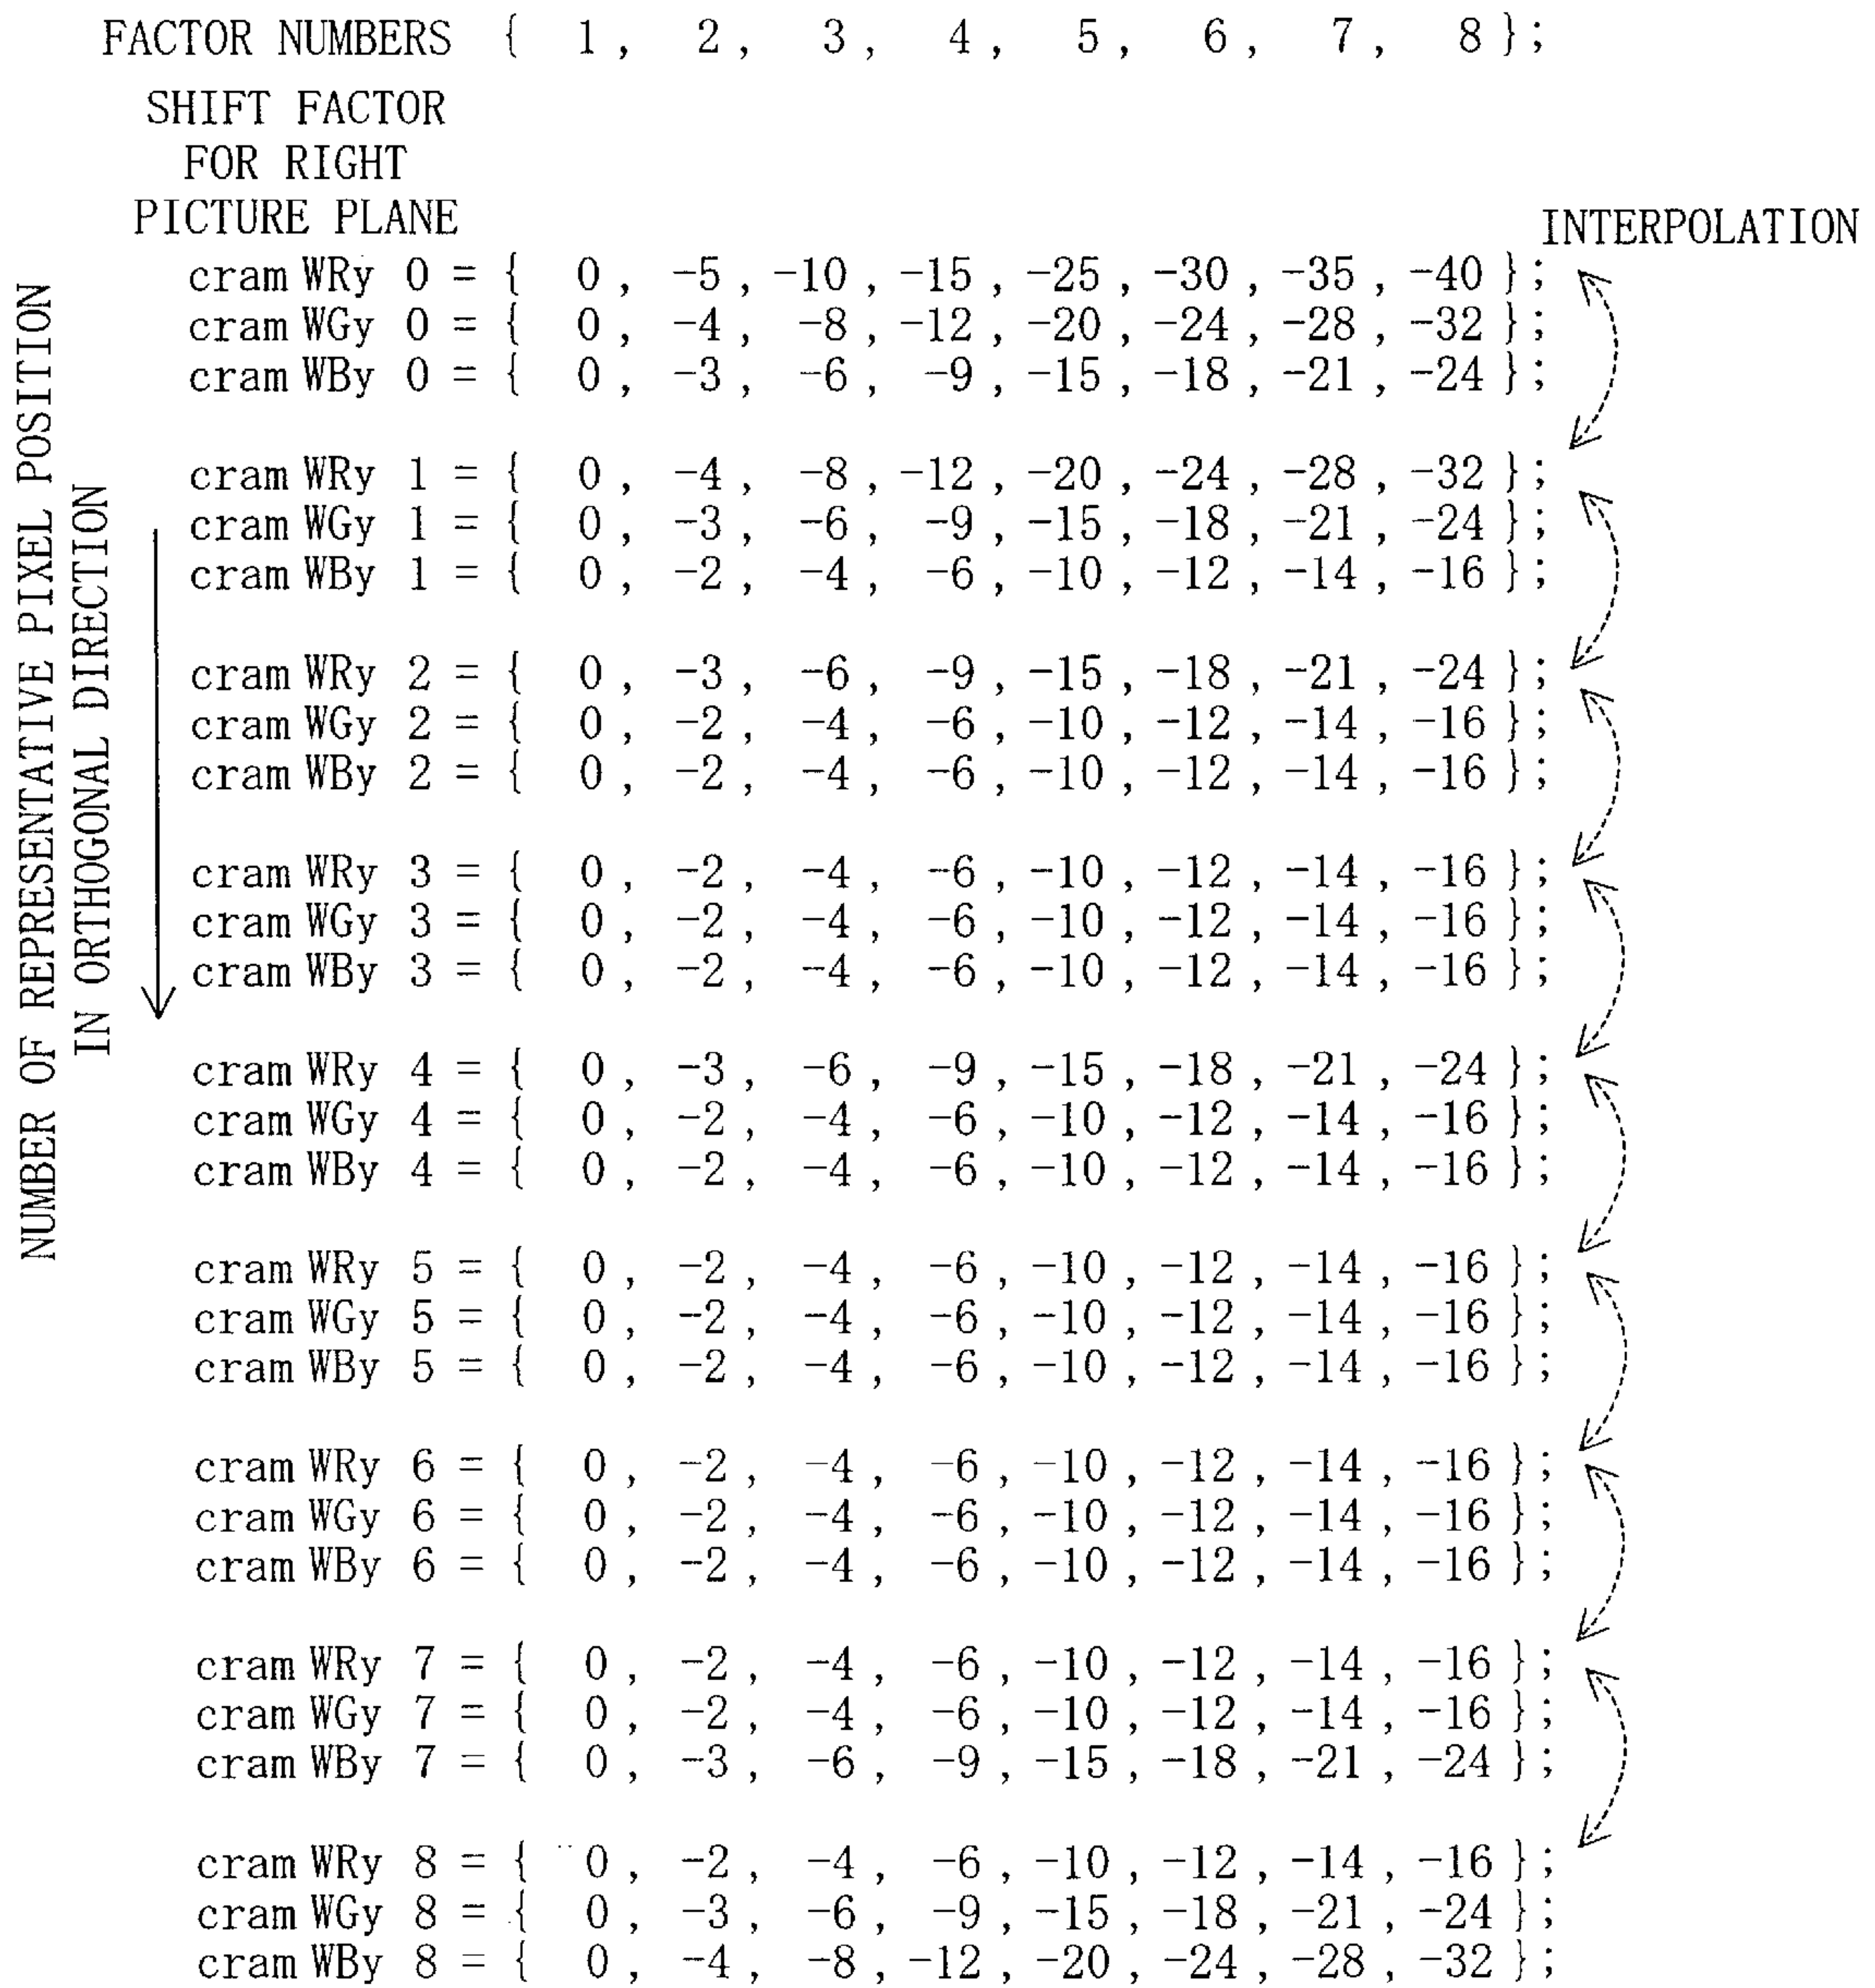 FACTOR NUMBERS { 1, 2, 3, 4, 5, 6, 7, 8 };
SHIFT FACTOR
FOR RIGHT
PICTURE PLANE
INTERPOLATION
NUMBER OF REPRESENTATIVE PIXEL POSITION
IN ORTHOGONAL DIRECTION
cram WRy 0 = { 0, -5, -10, -15, -25, -30, -35, -40 };
cram WGy 0 = { 0, -4, -8, -12, -20, -24, -28, -32 };
cram WBy 0 = { 0, -3, -6, -9, -15, -18, -21, -24 };
cram WRy 1 = { 0, -4, -8, -12, -20, -24, -28, -32 };
cram WGy 1 = { 0, -3, -6, -9, -15, -18, -21, -24 };
cram WBy 1 = { 0, -2, -4, -6, -10, -12, -14, -16 };
cram WRy 2 = { 0, -3, -6, -9, -15, -18, -21, -24 };
cram WGy 2 = { 0, -2, -4, -6, -10, -12, -14, -16 };
cram WBy 2 = { 0, -2, -4, -6, -10, -12, -14, -16 };
cram WRy 3 = { 0, -2, -4, -6, -10, -12, -14, -16 };
cram WGy 3 = { 0, -2, -4, -6, -10, -12, -14, -16 };
cram WBy 3 = { 0, -2, -4, -6, -10, -12, -14, -16 };
cram WRy 4 = { 0, -3, -6, -9, -15, -18, -21, -24 };
cram WGy 4 = { 0, -2, -4, -6, -10, -12, -14, -16 };
cram WBy 4 = { 0, -2, -4, -6, -10, -12, -14, -16 };
cram WRy 5 = { 0, -2, -4, -6, -10, -12, -14, -16 };
cram WGy 5 = { 0, -2, -4, -6, -10, -12, -14, -16 };
cram WBy 5 = { 0, -2, -4, -6, -10, -12, -14, -16 };
cram WRy 6 = { 0, -2, -4, -6, -10, -12, -14, -16 };
cram WGy 6 = { 0, -2, -4, -6, -10, -12, -14, -16 };
cram WBy 6 = { 0, -2, -4, -6, -10, -12, -14, -16 };
cram WRy 7 = { 0, -2, -4, -6, -10, -12, -14, -16 };
cram WGy 7 = { 0, -2, -4, -6, -10, -12, -14, -16 };
cram WBy 7 = { 0, -3, -6, -9, -15, -18, -21, -24 };
cram WRy 8 = { 0, -2, -4, -6, -10, -12, -14, -16 };
cram WGy 8 = { 0, -3, -6, -9, -15, -18, -21, -24 };
cram WBy 8 = { 0, -4, -8, -12, -20, -24, -28, -32 };